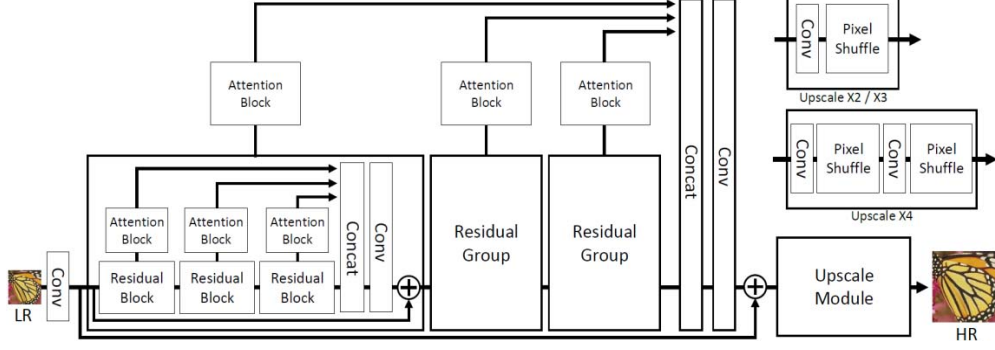 Attention
Block
Attention
Block
Attention
Block
Conv
Pixel
Shuffle
Upscale X2 / X3
Conv
Pixel
Shuffle
Conv
Pixel
Shuffle
Upscale X4
Attention
Block
Attention
Block
Attention
Block
Concat
Conv
Residual
Group
Residual
Group
Concat
Conv
LR
Conv
Residual
Block
Residual
Block
Residual
Block
Upscale
Module
HR